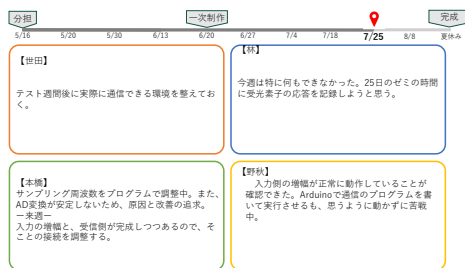 分担
一次制作
完成
5/16
5/20
5/30
6/13
6/20
6/27
7/4
7/18
7/25
8/8
夏休み
【世田】
テスト週間後に実際に通信できる環境を整えてお
く。
【林】
今週は特に何もできなかった。25日のゼミの時間
に受光素子の応答を記録しようと思う。
【本橋】
サンプリング周波数をプログラムで調整中。また、
AD変換が安定しないため、原因と改善の追求。
ー来週ー
入力の増幅と、受信側が完成しつつあるので、そ
ことの接続を調整する。
【野秋】
入力側の増幅が正常に動作していることが
確認できた。Arduinoで通信のプログラムを書
いて実行させるも、思うように動かずに苦戦
中。